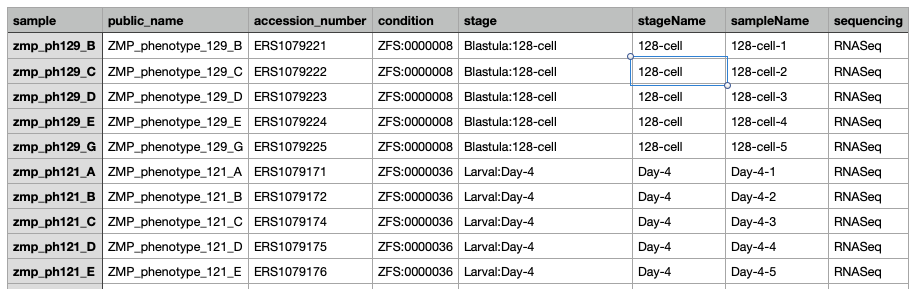 sample public_name accession_number condition stage stageName sampleName sequencing
zmp_ph129_B ZMP_phenotype_129_B ERS1079221 ZFS:0000008 Blastula:128-cell 128-cell 128-cell-1 RNASeq
zmp_ph129_C ZMP_phenotype_129_C ERS1079222 ZFS:0000008 Blastula:128-cell 128-cell 128-cell-2 RNASeq
zmp_ph129_D ZMP_phenotype_129_D ERS1079223 ZFS:0000008 Blastula:128-cell 128-cell 128-cell-3 RNASeq
zmp_ph129_E ZMP_phenotype_129_E ERS1079224 ZFS:0000008 Blastula:128-cell 128-cell 128-cell-4 RNASeq
zmp_ph129_G ZMP_phenotype_129_G ERS1079225 ZFS:0000008 Blastula:128-cell 128-cell 128-cell-5 RNASeq
zmp_ph121_A ZMP_phenotype_121_A ERS1079171 ZFS:0000036 Larval:Day-4 Day-4 Day-4-1 RNASeq
zmp_ph121_B ZMP_phenotype_121_B ERS1079172 ZFS:0000036 Larval:Day-4 Day-4 Day-4-2 RNASeq
zmp_ph121_C ZMP_phenotype_121_C ERS1079174 ZFS:0000036 Larval:Day-4 Day-4 Day-4-3 RNASeq
zmp_ph121_D ZMP_phenotype_121_D ERS1079175 ZFS:0000036 Larval:Day-4 Day-4 Day-4-4 RNASeq
zmp_ph121_E ZMP_phenotype_121_E ERS1079176 ZFS:0000036 Larval:Day-4 Day-4 Day-4-5 RNASeq